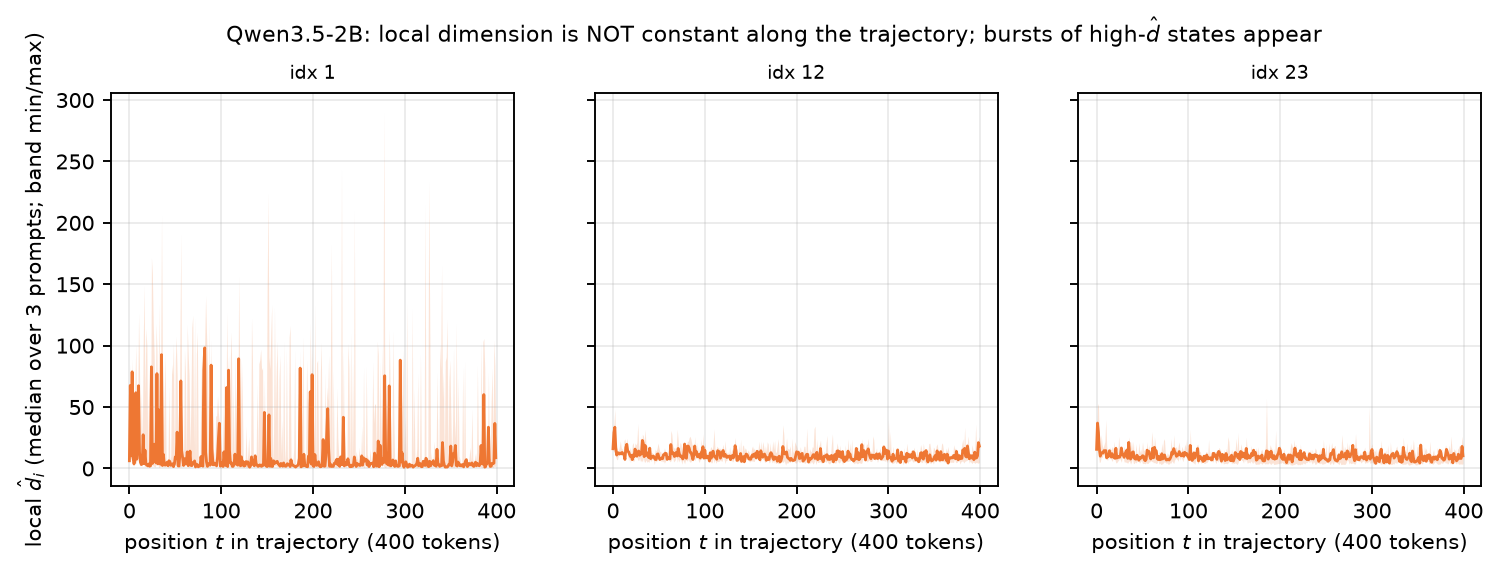 Qwen3.5-2B: local dimension is NOT constant along the trajectory; bursts of high-d̂ states appear
idx 1
idx 12
idx 23
local d̂ᵢ (median over 3 prompts; band min/max)
300
250
200
150
100
50
0
0 100 200 300 400
0 100 200 300 400
0 100 200 300 400
position t in trajectory (400 tokens)
position t in trajectory (400 tokens)
position t in trajectory (400 tokens)